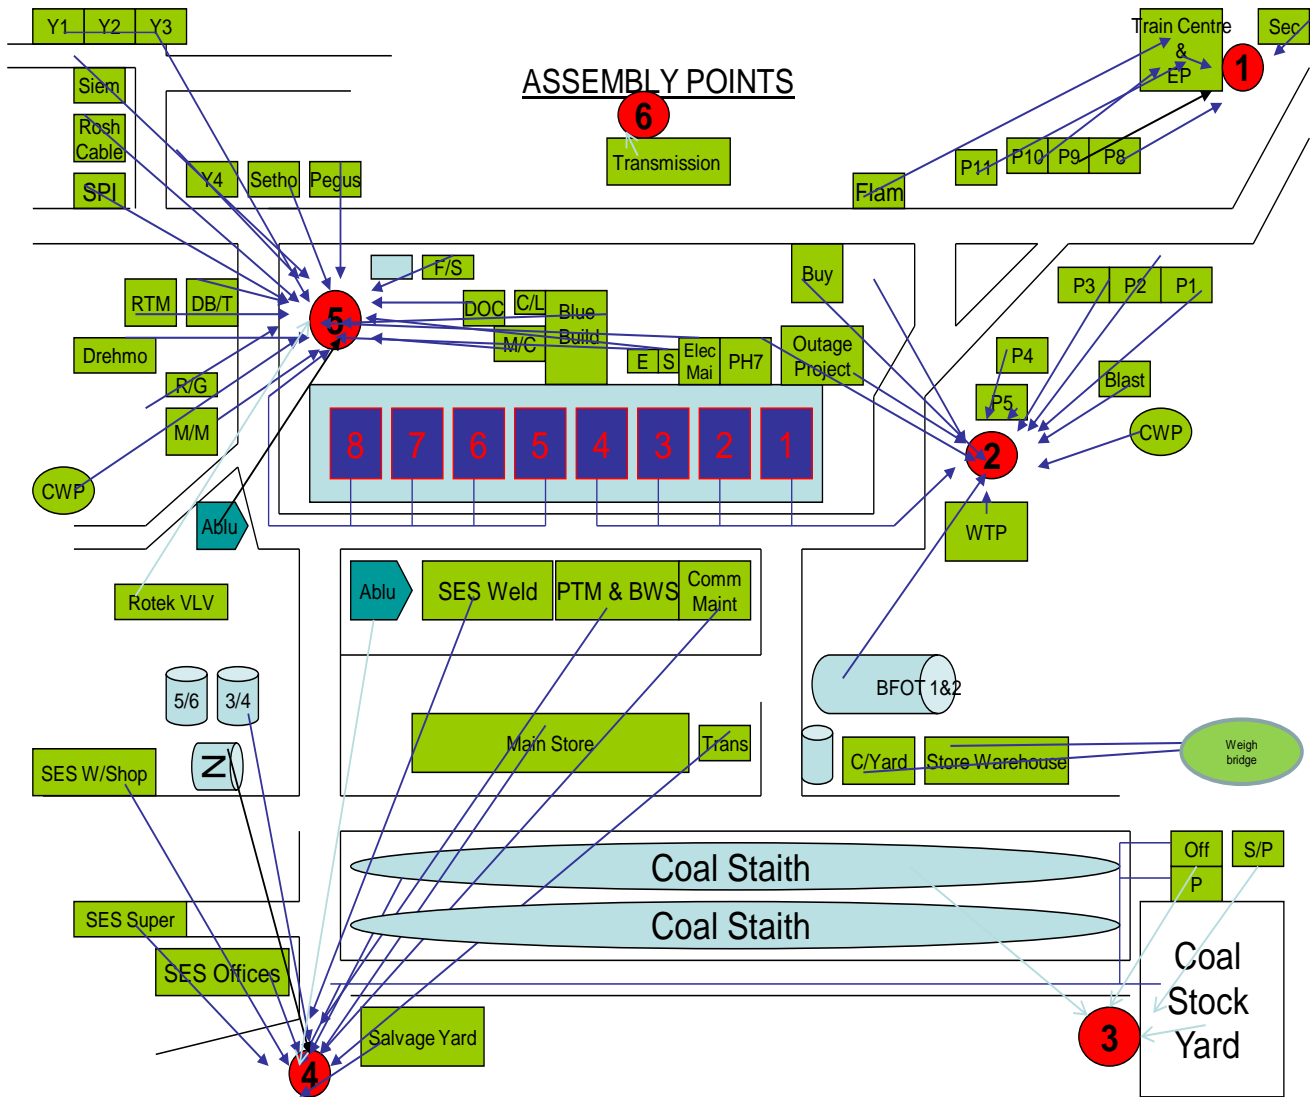 Y1 Y2 Y3
Train Centre
&
EP
1
Sec
ASSEMBLY POINTS
6
Siem
Rosh
Cable
SPI
Y4 Setho Pegus
Transmission
Flam
P11 P10 P9 P8
F/S
Buy
RTM DB/T
5
DOC C/L
Blue
Build
M/C
P3 P2 P1
Drehmo
R/G
M/M
E S
Elec
Mai
PH7
Outage
Project
P4
P5
Blast
8 7 6 5 4 3 2 1
2
CWP
CWP
Ablu
WTP
Rotek VLV
Ablu
SES Weld
PTM & BWS
Comm
Maint
5/6 3/4
BFOT 1&2
N
SES W/Shop
Main Store
Trans
C/Yard
Store Warehouse
Weigh
bridge
Coal Staith
Off
P
S/P
SES Super
Coal Staith
SES Offices
Coal
Stock
Yard
Salvage Yard
3
4